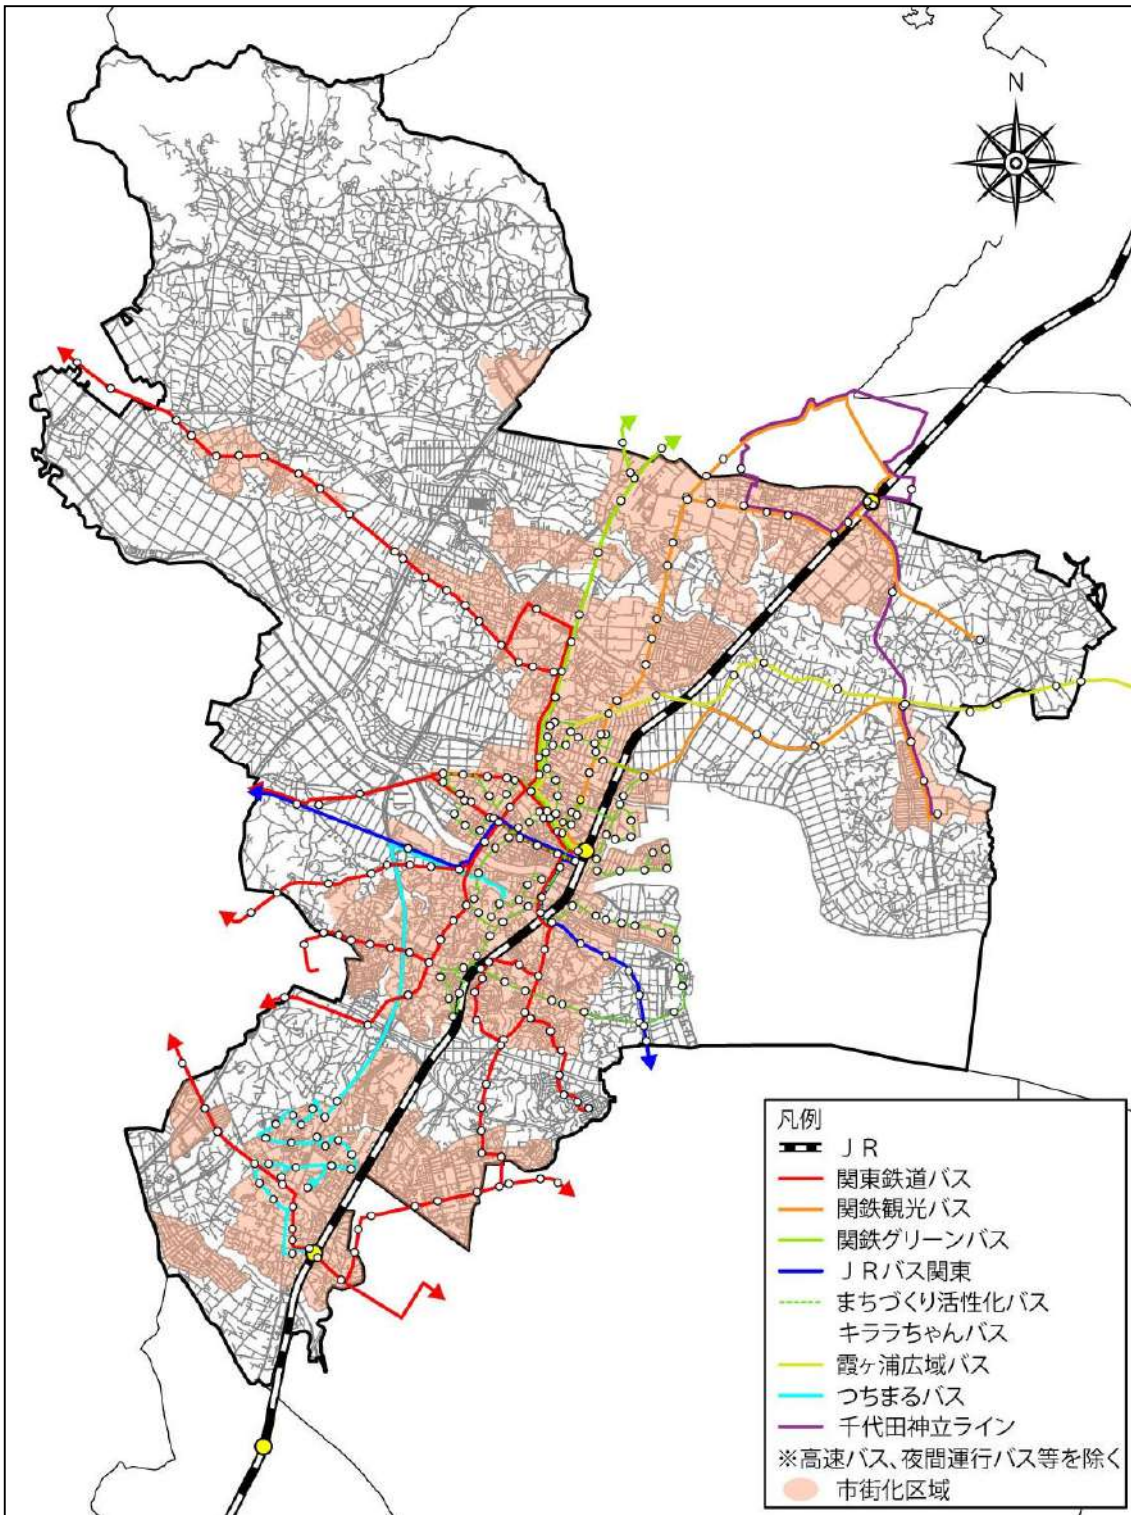 N
凡例
ＪＲ
関東鉄道バス
関鉄観光バス
関鉄グリーンバス
ＪＲバス関東
まちづくり活性化バス
キララちゃんバス
霞ヶ浦広域バス
つちまるバス
千代田神立ライン
※高速バス、夜間運行バス等を除く
市街化区域